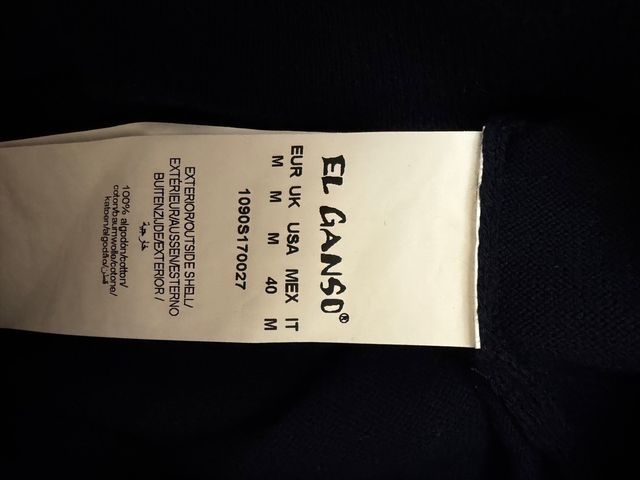 EL GANSO®
EUR UK USA MEX IT
M M M 40 M
1090S170027
EXTERIOR/OUTSIDE SHELL/
EXTÉRIEUR/AUSSEN/ESTERNO
BUITENZIJDE/EXTERIOR /
خارجية
100% algodón/cotton/
coton/baumwolle/cotone/
katoen/algodão/قطن